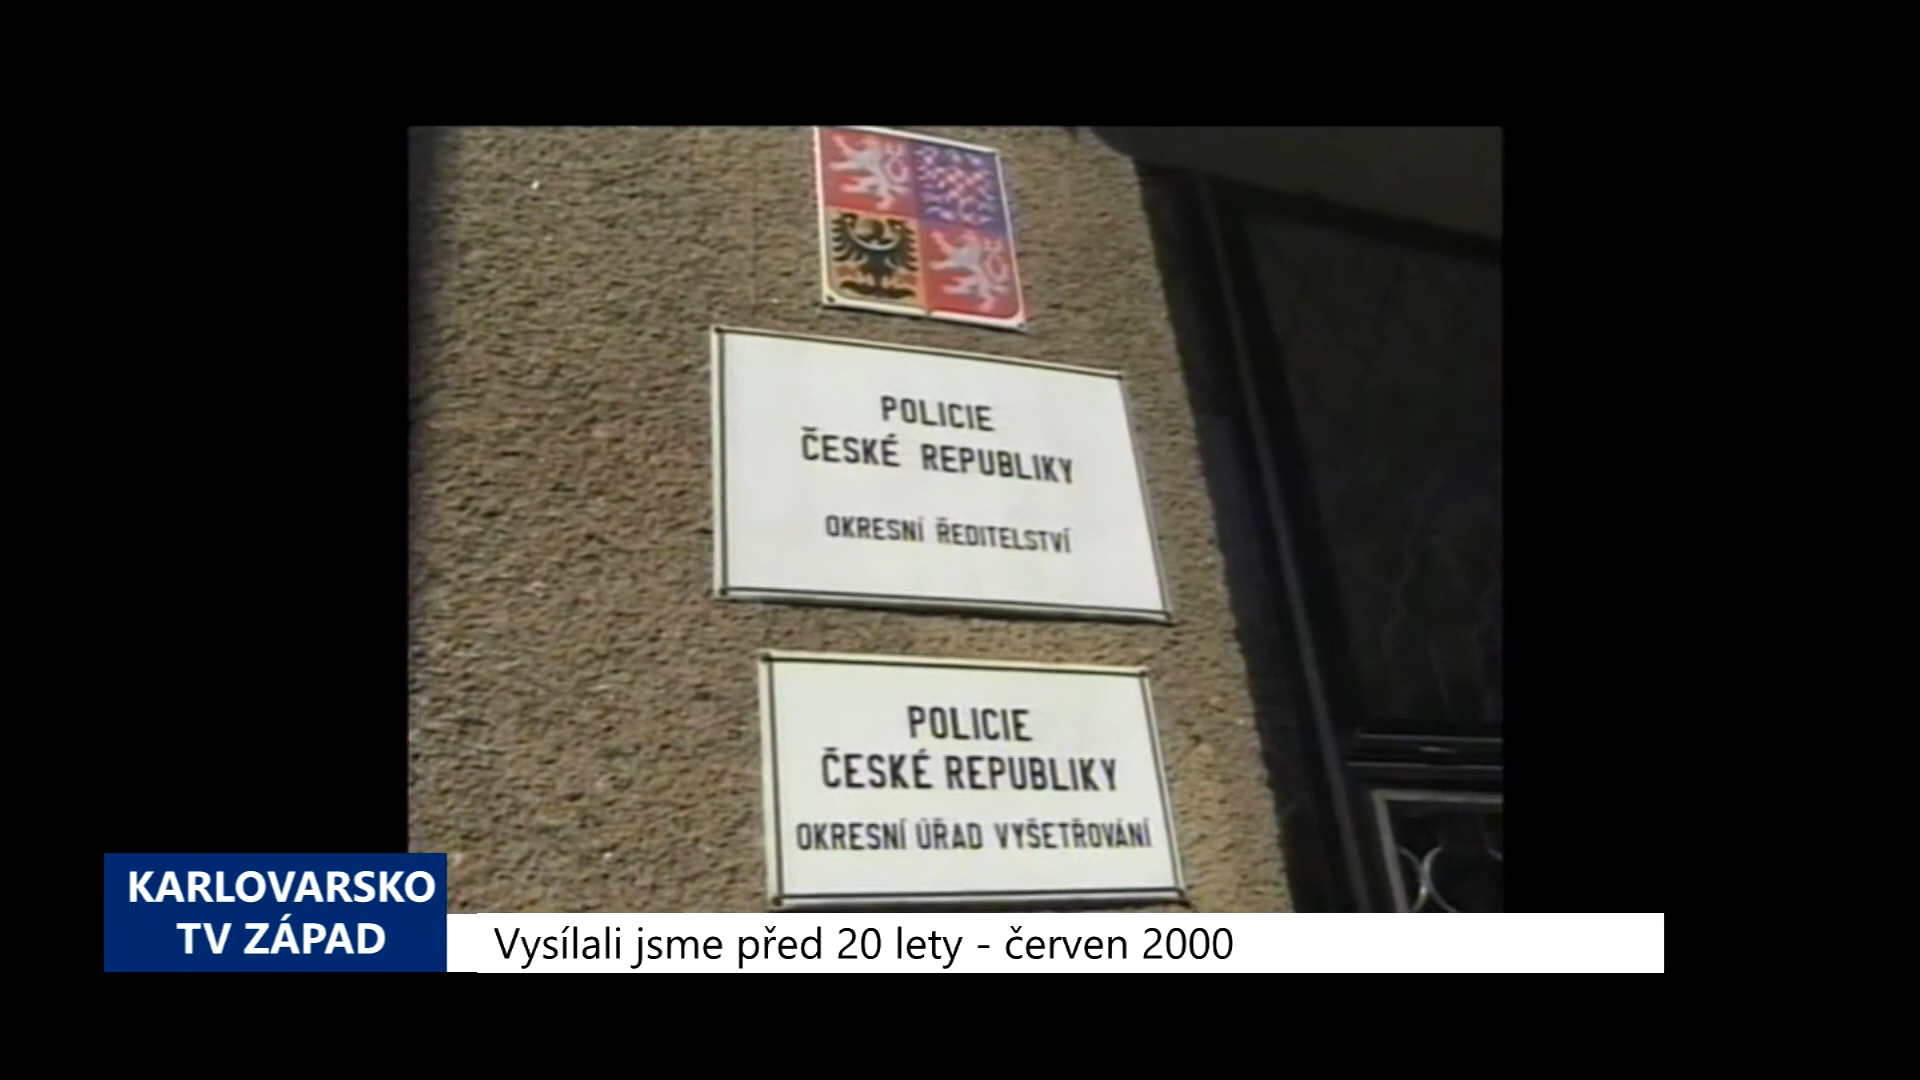 POLICIE
ČESKÉ REPUBLIKY
OKRESNÍ ŘEDITELSTVÍ
POLICIE
ČESKÉ REPUBLIKY
OKRESNÍ ÚŘAD VYŠETŘOVÁNÍ
KARLOVARSKO
TV ZÁPAD
Vysílali jsme před 20 lety - červen 2000